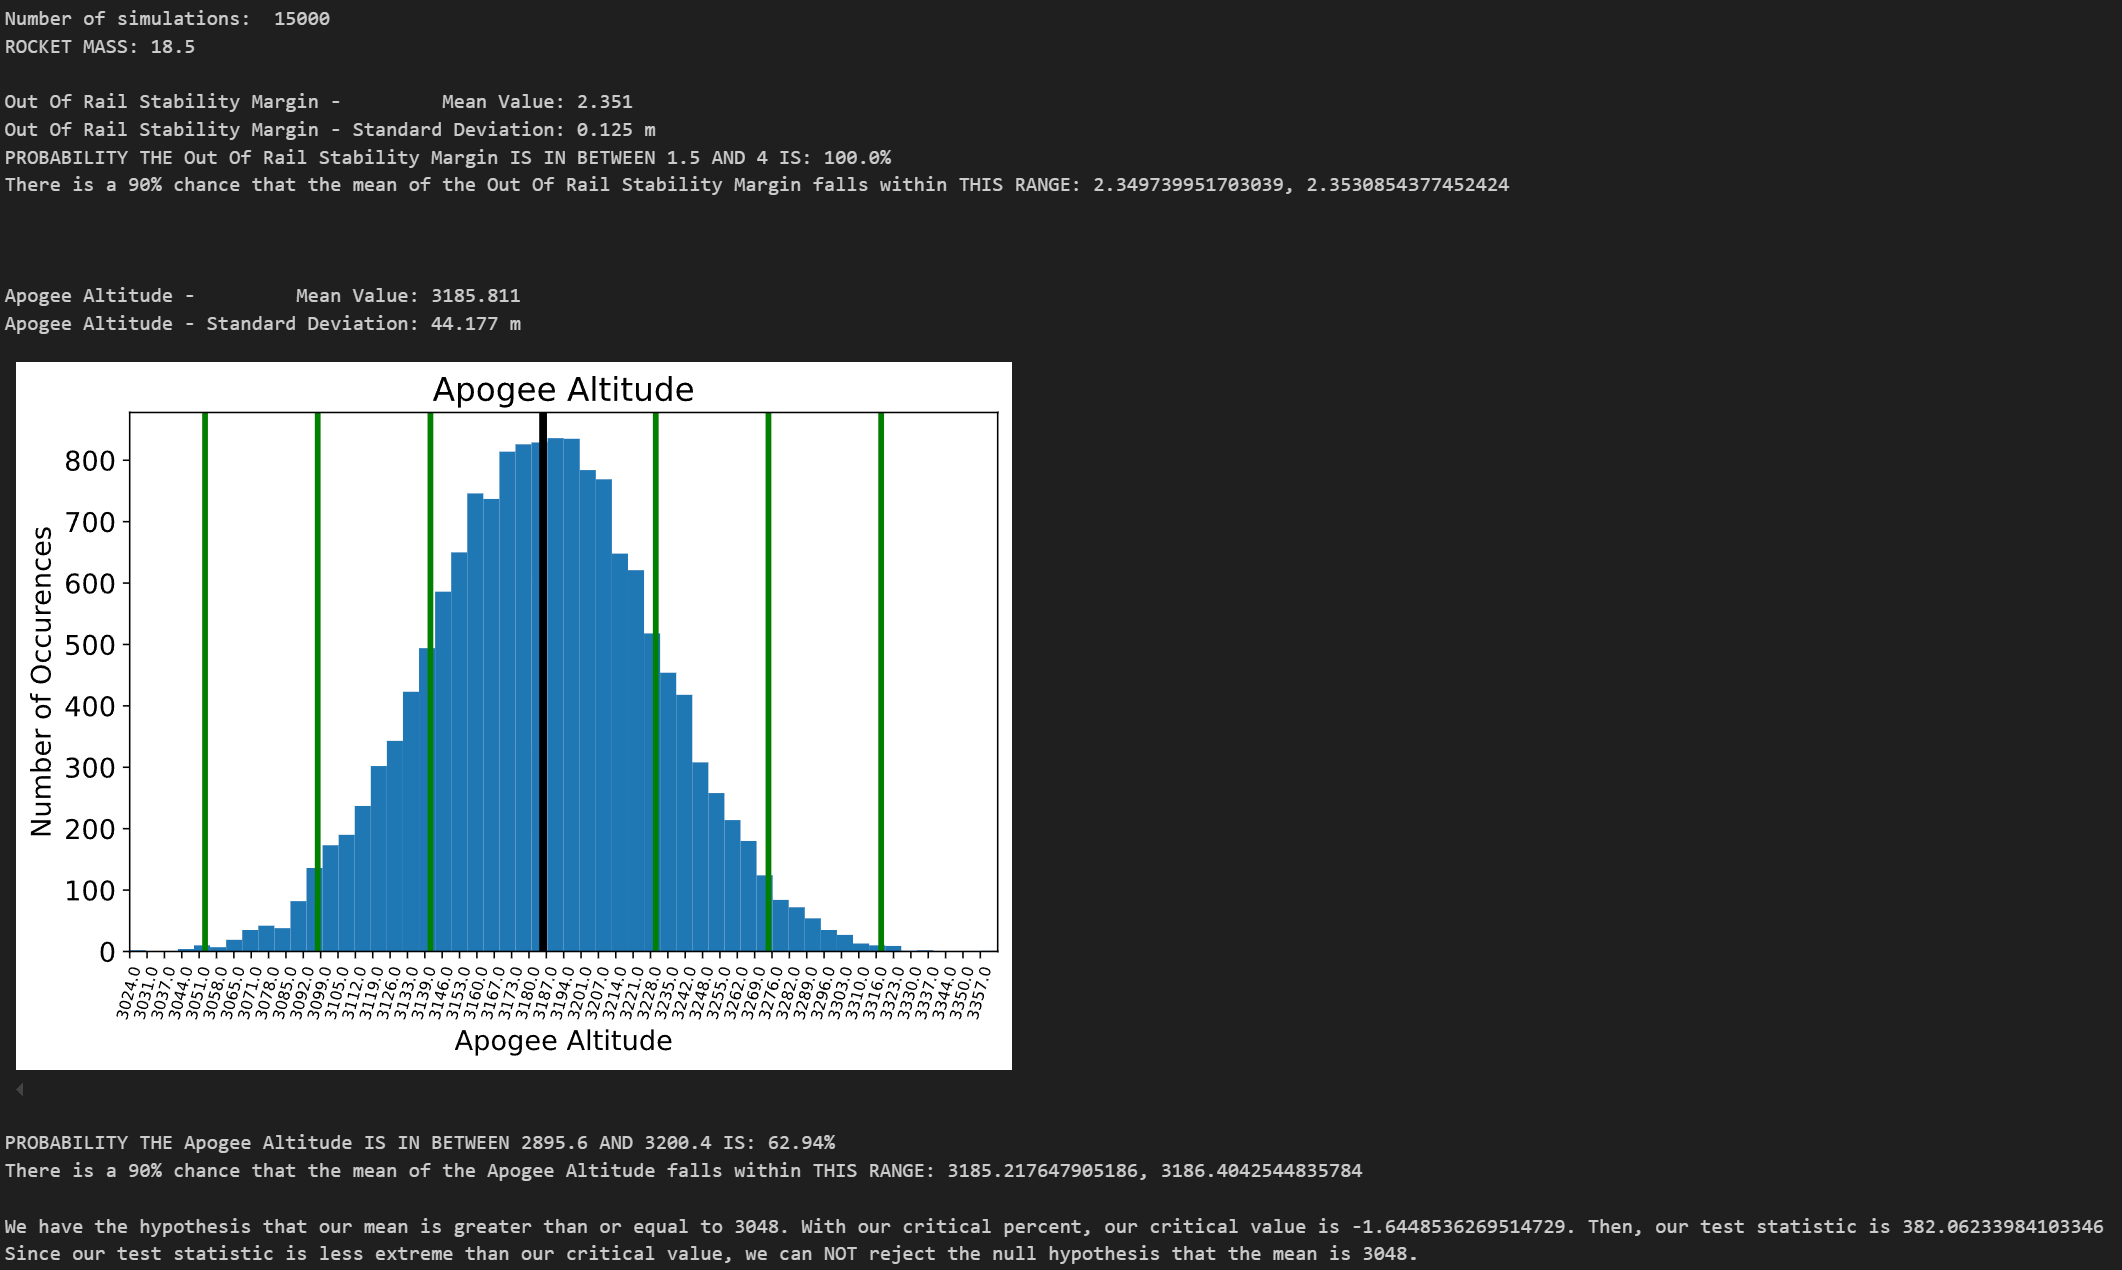 Number of simulations:  15000
ROCKET MASS: 18.5
Out Of Rail Stability Margin -         Mean Value: 2.351
Out Of Rail Stability Margin - Standard Deviation: 0.125 m
PROBABILITY THE Out Of Rail Stability Margin IS IN BETWEEN 1.5 AND 4 IS: 100.0%
There is a 90% chance that the mean of the Out Of Rail Stability Margin falls within THIS RANGE: 2.349739951703039, 2.3530854377452424
Apogee Altitude -         Mean Value: 3185.811
Apogee Altitude - Standard Deviation: 44.177 m
Apogee Altitude
Number of Occurences
800
700
600
500
400
300
200
100
0
3024.0 3031.0 3037.0 3044.0 3051.0 3058.0 3065.0 3071.0 3078.0 3085.0 3092.0 3099.0 3105.0 3112.0 3119.0 3126.0 3133.0 3139.0 3146.0 3153.0 3160.0 3167.0 3173.0 3180.0 3187.0 3194.0 3201.0 3207.0 3214.0 3221.0 3228.0 3235.0 3242.0 3248.0 3255.0 3262.0 3269.0 3276.0 3282.0 3289.0 3296.0 3303.0 3310.0 3316.0 3323.0 3330.0 3337.0 3344.0 3350.0 3357.0
Apogee Altitude
PROBABILITY THE Apogee Altitude IS IN BETWEEN 2895.6 AND 3200.4 IS: 62.94%
There is a 90% chance that the mean of the Apogee Altitude falls within THIS RANGE: 3185.217647905186, 3186.4042544835784
We have the hypothesis that our mean is greater than or equal to 3048. With our critical percent, our critical value is -1.6448536269514729. Then, our test statistic is 382.06233984103346
Since our test statistic is less extreme than our critical value, we can NOT reject the null hypothesis that the mean is 3048.